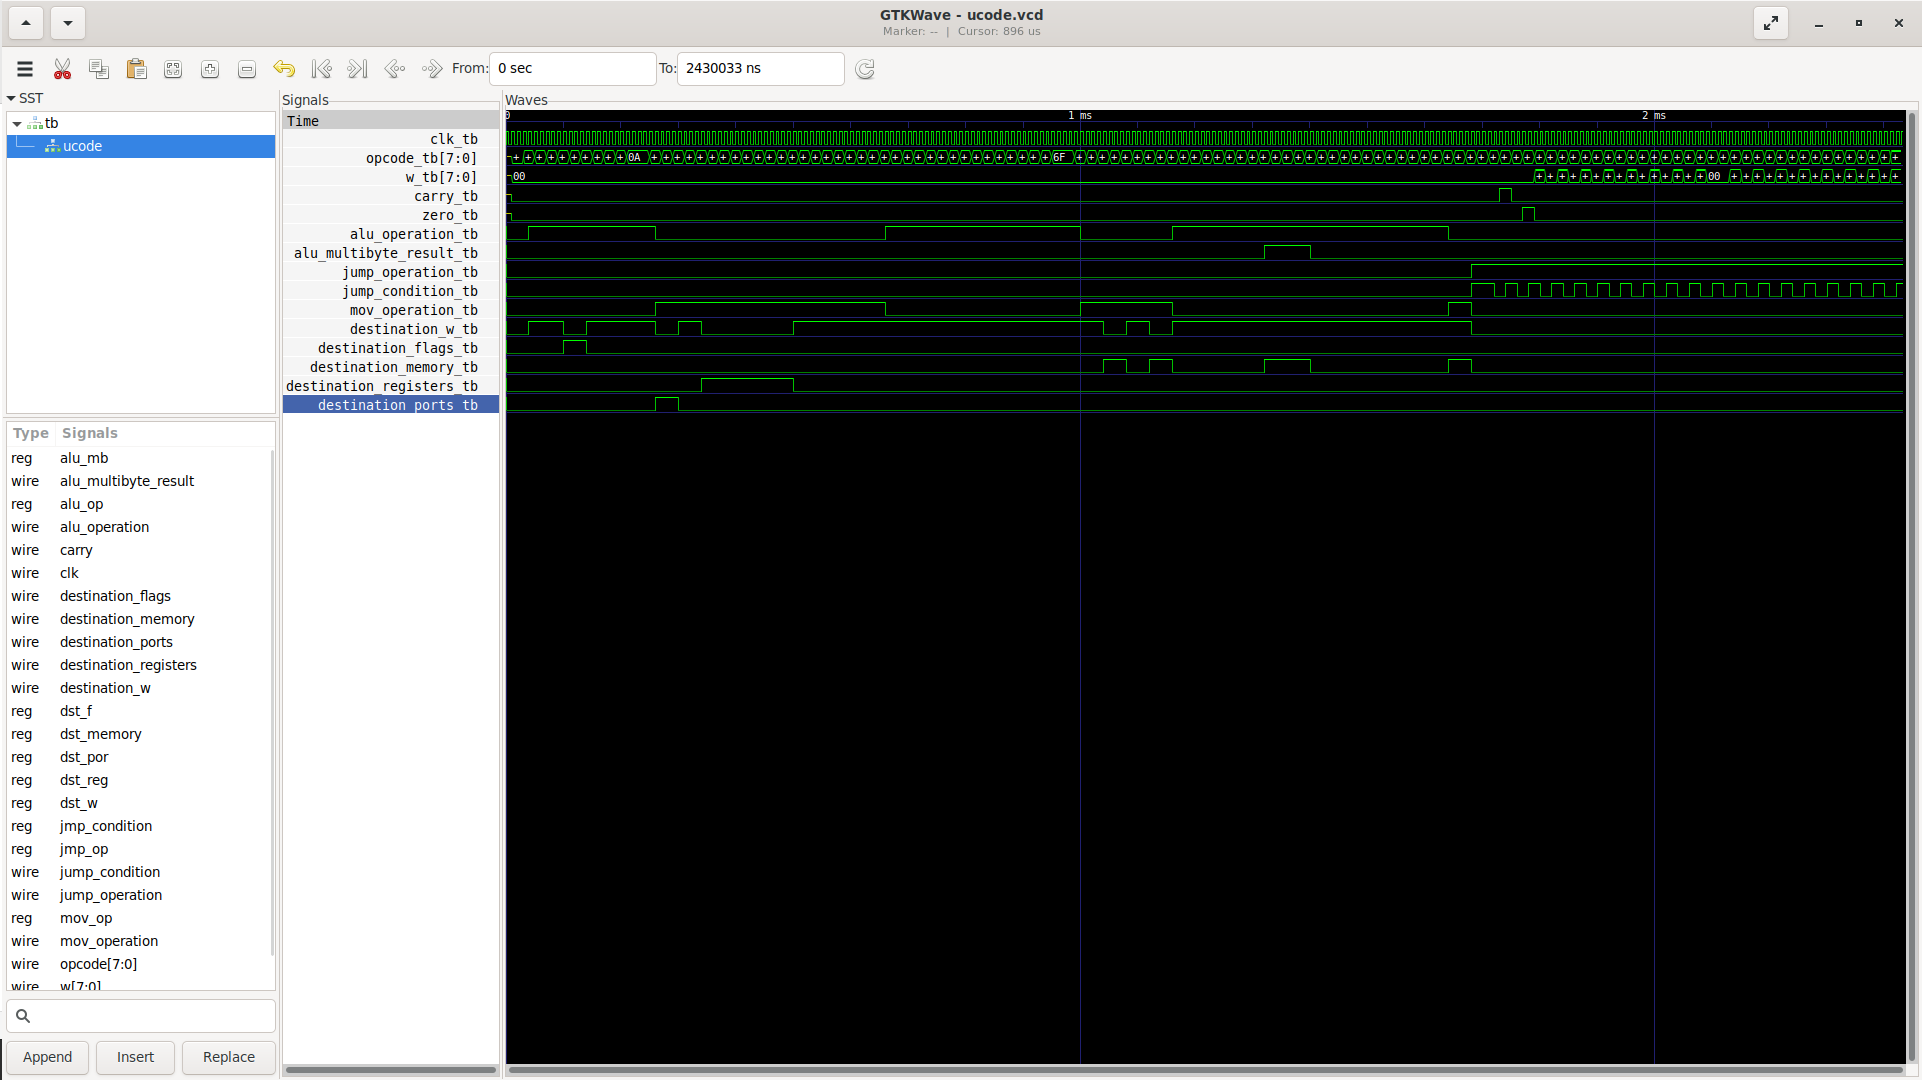 GTKWave - ucode.vcd
Marker: -- | Cursor: 896 us
From: 0 sec To: 2430033 ns
SST
tb
ucode
Type Signals
reg alu_mb
wire alu_multibyte_result
reg alu_op
wire alu_operation
wire carry
wire clk
wire destination_flags
wire destination_memory
wire destination_ports
wire destination_registers
wire destination_w
reg dst_f
reg dst_memory
reg dst_por
reg dst_reg
reg dst_w
reg jmp_condition
reg jmp_op
wire jump_condition
wire jump_operation
reg mov_op
wire mov_operation
wire opcode[7:0]
wire w[7:0]
Append Insert Replace
Signals
Time
clk_tb
opcode_tb[7:0]
w_tb[7:0]
carry_tb
zero_tb
alu_operation_tb
alu_multibyte_result_tb
jump_operation_tb
jump_condition_tb
mov_operation_tb
destination_w_tb
destination_flags_tb
destination_memory_tb
destination_registers_tb
destination_ports_tb
Waves
0 1 ms 2 ms
0A 6F
00 00